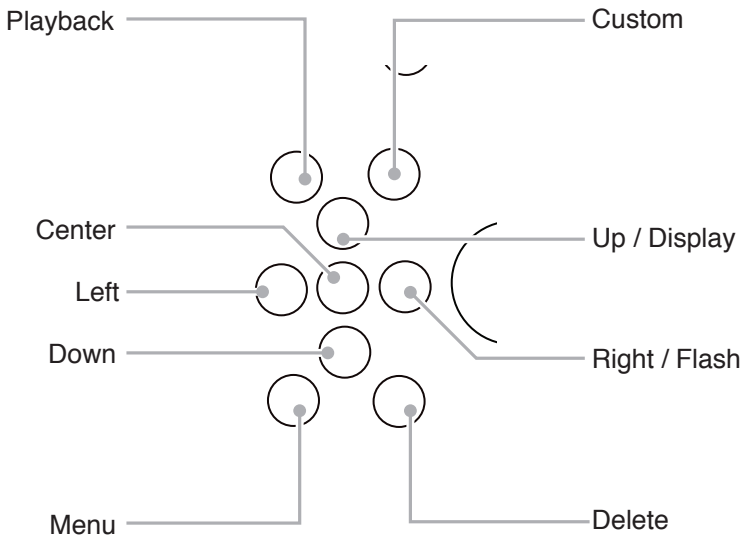 Playback
Custom
Center
Up / Display
Left
Down
Right / Flash
Menu
Delete